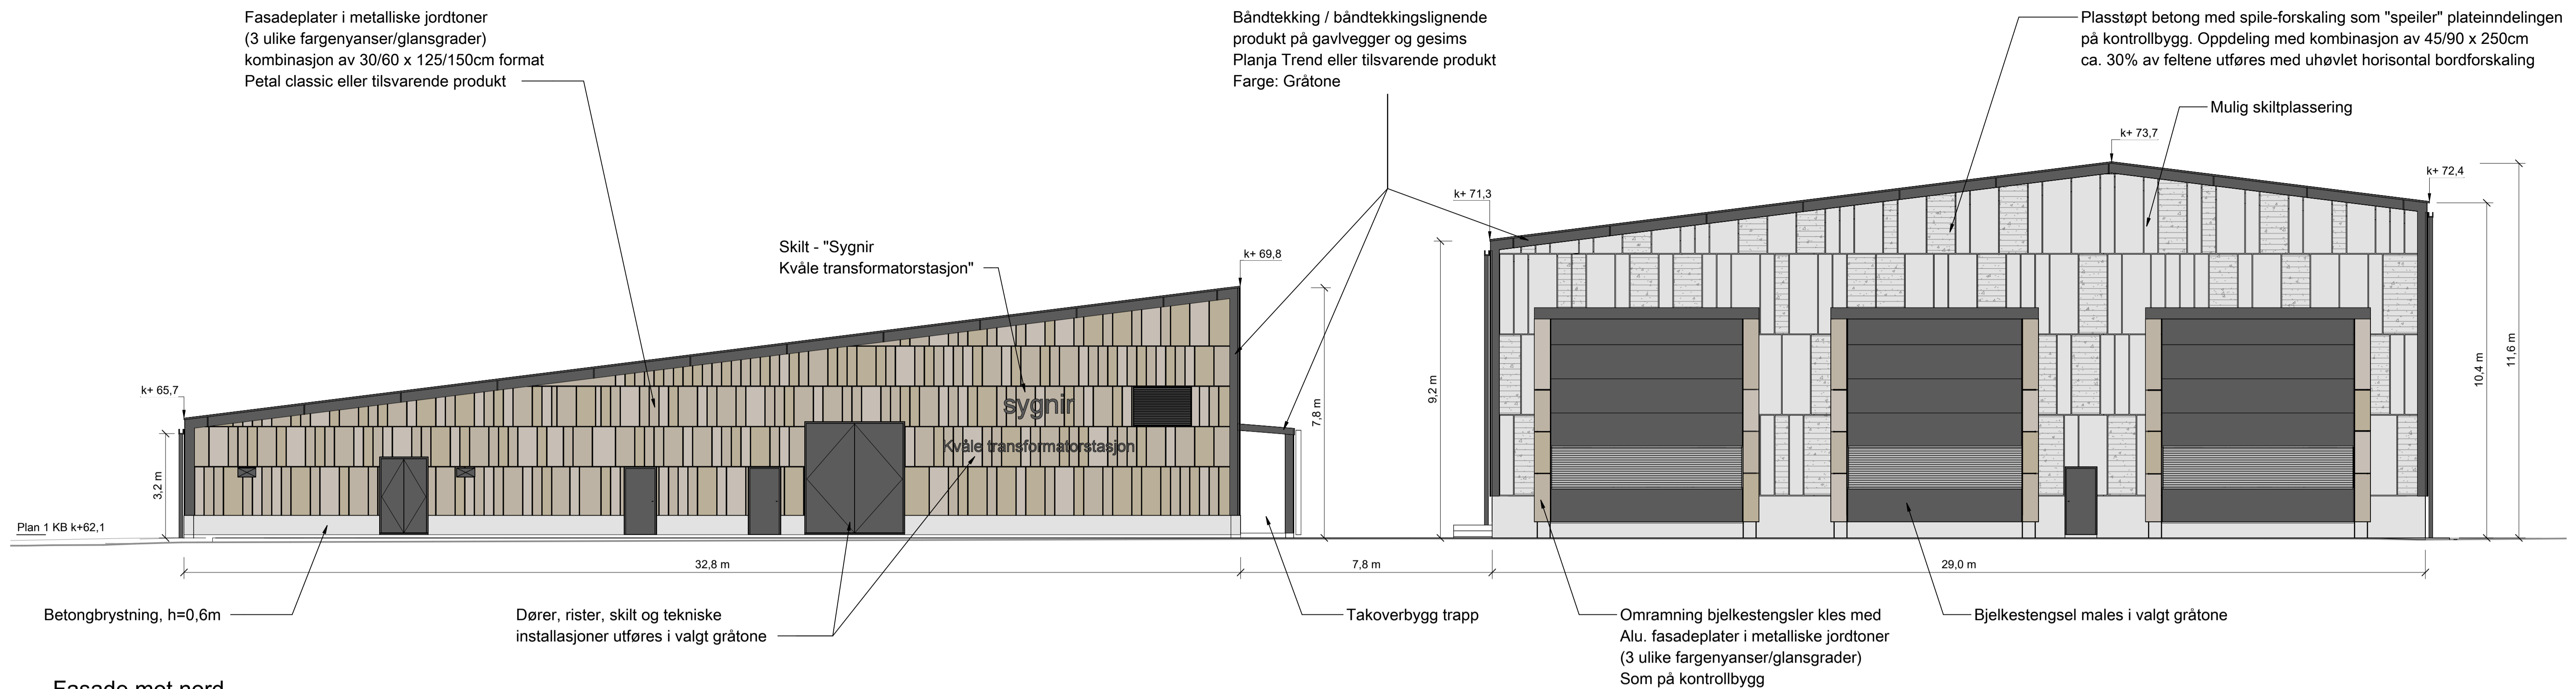 Fasadeplater i metalliske jordtoner
(3 ulike fargenyanser/glansgrader)
kombinasjon av 30/60 x 125/150cm format
Petal classic eller tilsvarende produkt
Båndtekking / båndtekkingslignende
produkt på gavlvegger og gesims
Planja Trend eller tilsvarende produkt
Farge: Gråtone
Plasstøpt betong med spile-forskaling som "speiler" plateinndelingen
på kontrollbygg. Oppdeling med kombinasjon av 45/90 x 250cm
ca. 30% av feltene utføres med uhøvlet horisontal bordforskaling
Mulig skiltplassering
k+ 73,7
k+ 72,4
k+ 71,3
Skilt - "Sygnir
Kvåle transformatorstasjon"
k+ 69,8
k+ 65,7
sygnir
Kvåle transformatorstasjon
3,2 m
7,8 m
9,2 m
10,4 m
11,6 m
Plan 1 KB k+62,1
32,8 m
7,8 m
29,0 m
Betongbrystning, h=0,6m
Dører, rister, skilt og tekniske
installasjoner utføres i valgt gråtone
Takoverbygg trapp
Omramning bjelkestengsler kles med
Alu. fasadeplater i metalliske jordtoner
(3 ulike fargenyanser/glansgrader)
Som på kontrollbygg
Bjelkestengsel males i valgt gråtone
Fasade mot nord